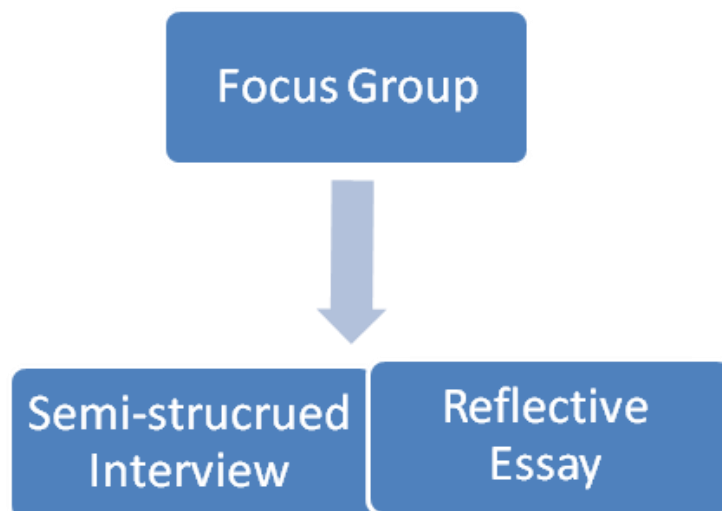 Focus Group
Semi-strucrued
Interview
Reflective
Essay